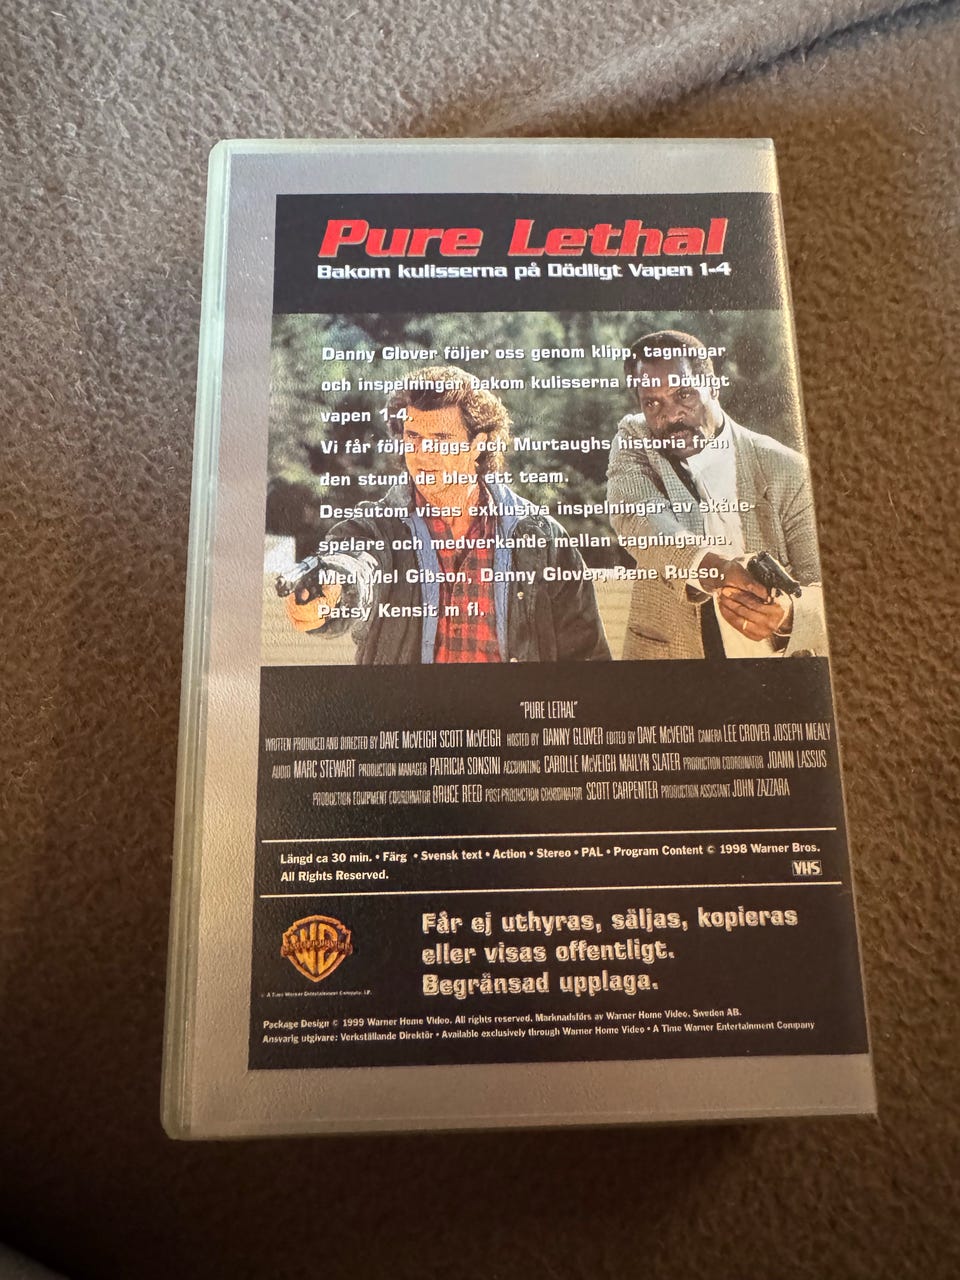 Pure Lethal
Bakom kulisserna på Dödligt Vapen 1-4
Danny Glover följer oss genom klipp, tagningar
och inspelningar bakom kulisserna från Dödligt
vapen 1-4.
Vi får följa Riggs och Murtaughs historia från
den stund de blev ett team.
Dessutom visas exklusiva inspelningar av skåde-
spelare och medverkande mellan tagningarna.
Med Mel Gibson, Danny Glover, Rene Russo,
Patsy Kensit m fl.
"PURE LETHAL"
WRITTEN PRODUCED AND DIRECTED BY DAVE McVEIGH SCOTT McVEIGH HOSTED BY DANNY GLOVER EDITED BY DAVE McVEIGH CAMERA LEE CROVER JOSEPH MEALY
AUDIO MARC STEWART PRODUCTION MANAGER PATRICIA SONSINI ACCOUNTING CAROLLE McVEIGH MAILYN SLATER PRODUCTION COORDINATOR JOANN LASSUS
PRODUCTION EQUIPMENT COORDINATOR BRUCE REED POST PRODUCTION COORDINATOR SCOTT CARPENTER PRODUCTION ASSISTANT JOHN ZAZZARA
Längd ca 30 min. • Färg • Svensk text • Action • Stereo • PAL • Program Content © 1998 Warner Bros.
All Rights Reserved.
VHS
WB
A Time Warner Entertainment Company, LP.
Får ej uthyras, säljas, kopieras
eller visas offentligt.
Begränsad upplaga.
Package Design © 1999 Warner Home Video. All rights reserved. Marknadsförs av Warner Home Video. Sweden AB.
Ansvarig utgivare: Verkställande Direktör • Available exclusively through Warner Home Video • A Time Warner Entertainment Company